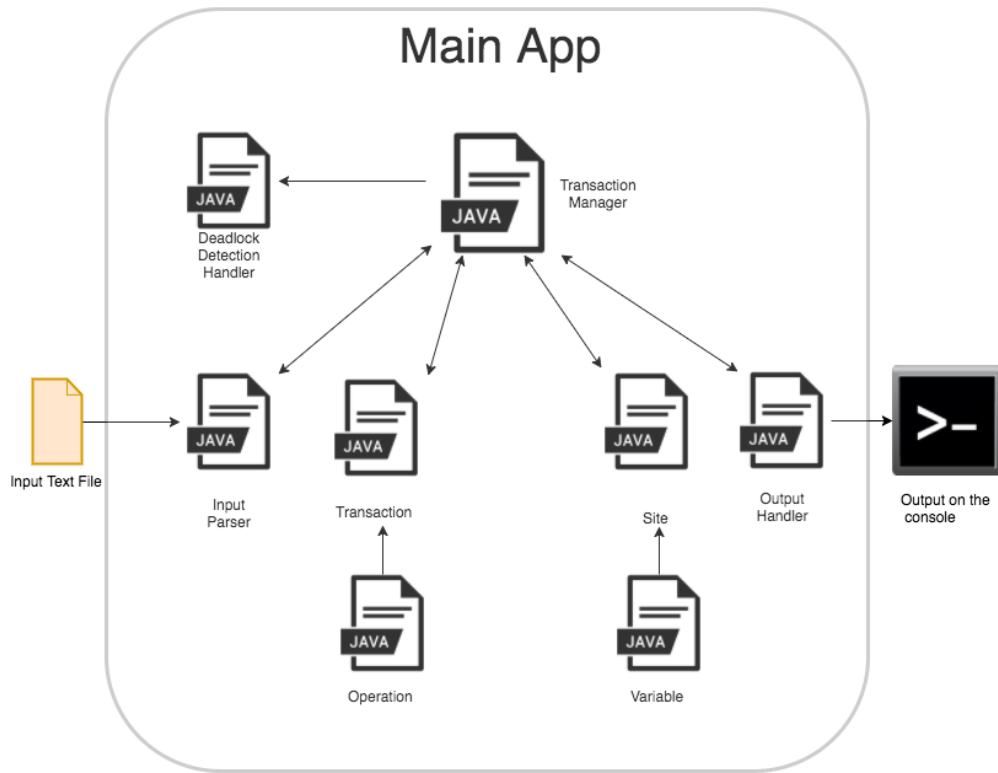 Main App
JAVA
Deadlock
Detection
Handler
JAVA
Transaction
Manager
Input Text File
JAVA
Input
Parser
JAVA
Transaction
JAVA
Site
JAVA
Output
Handler
>_
Output on the
console
JAVA
Operation
JAVA
Variable